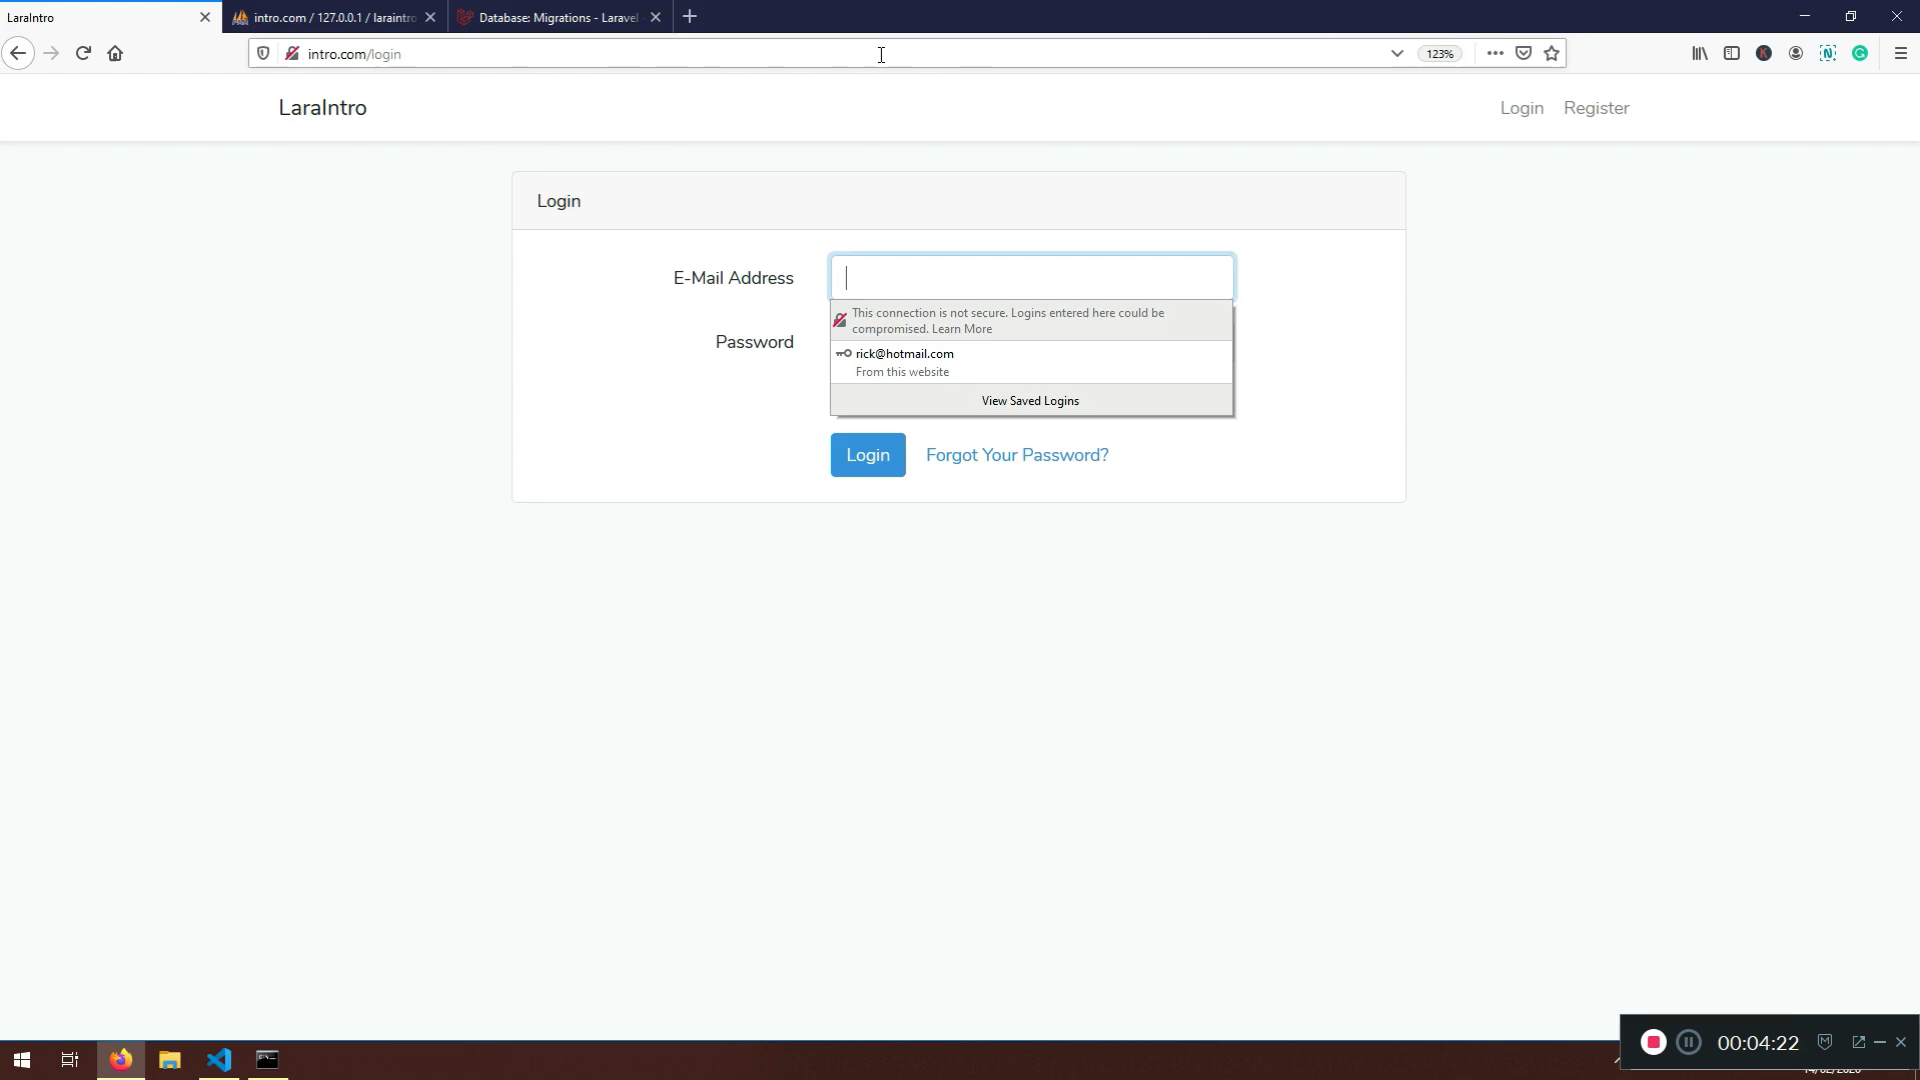 LaraIntro
intro.com / 127.0.0.1 / laraintro
Database: Migrations - Laravel
intro.com/login
123%
LaraIntro
Login
Register
Login
E-Mail Address
This connection is not secure. Logins entered here could be
compromised. Learn More
Password
rick@hotmail.com
From this website
View Saved Logins
Login
Forgot Your Password?
00:04:22